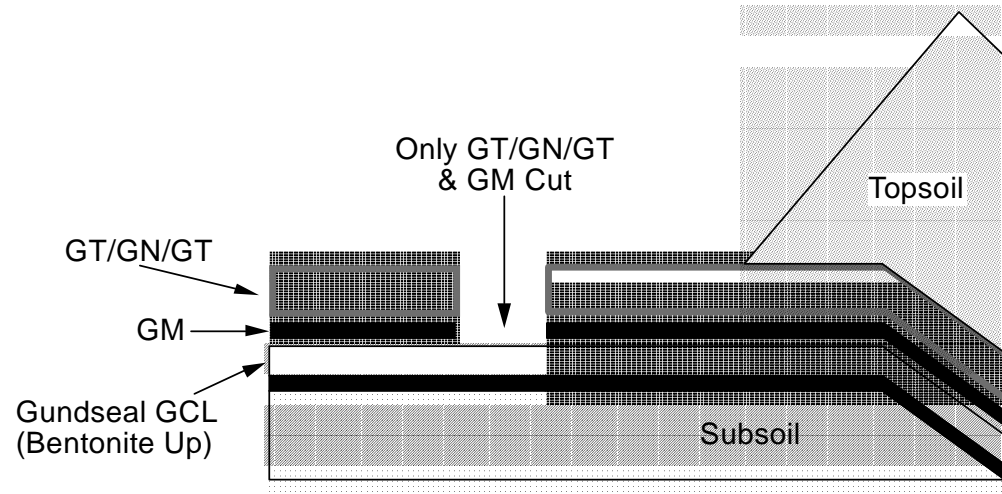 Only GT/GN/GT
& GM Cut
Topsoil
GT/GN/GT
GM
Gundseal GCL
(Bentonite Up)
Subsoil